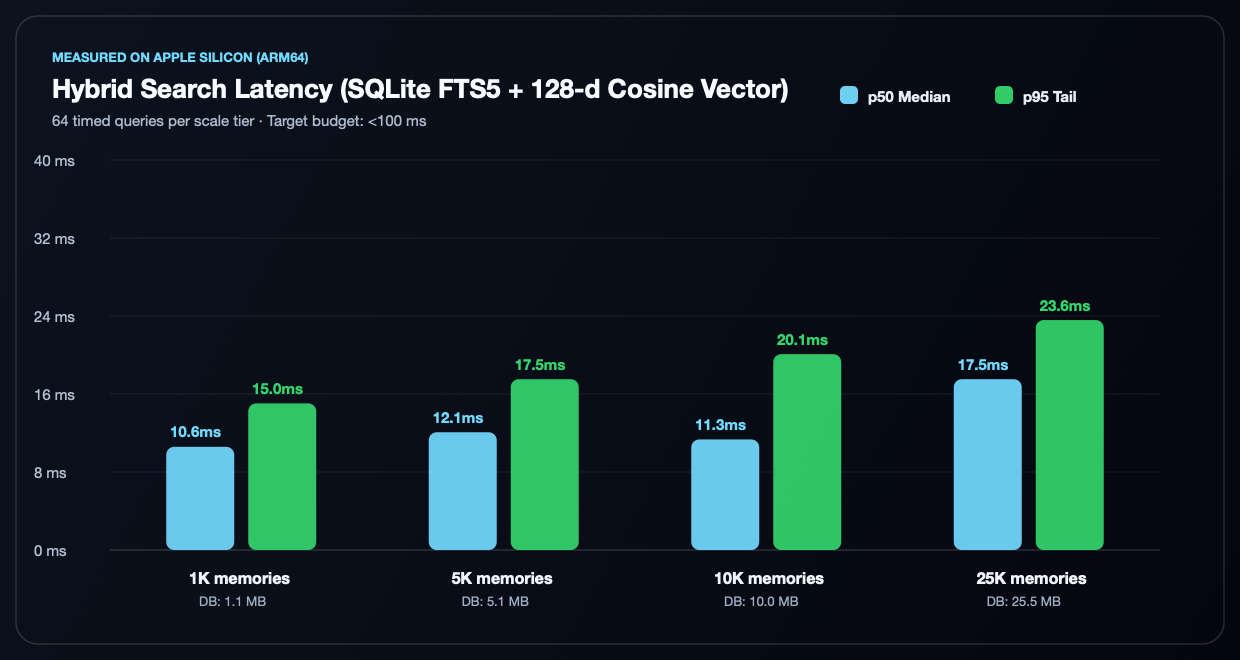 MEASURED ON APPLE SILICON (ARM64)
Hybrid Search Latency (SQLite FTS5 + 128-d Cosine Vector)
p50 Median
p95 Tail
64 timed queries per scale tier · Target budget: <100 ms
40 ms
32 ms
24 ms
16 ms
8 ms
0 ms
10.6ms
15.0ms
12.1ms
17.5ms
11.3ms
20.1ms
17.5ms
23.6ms
1K memories
DB: 1.1 MB
5K memories
DB: 5.1 MB
10K memories
DB: 10.0 MB
25K memories
DB: 25.5 MB